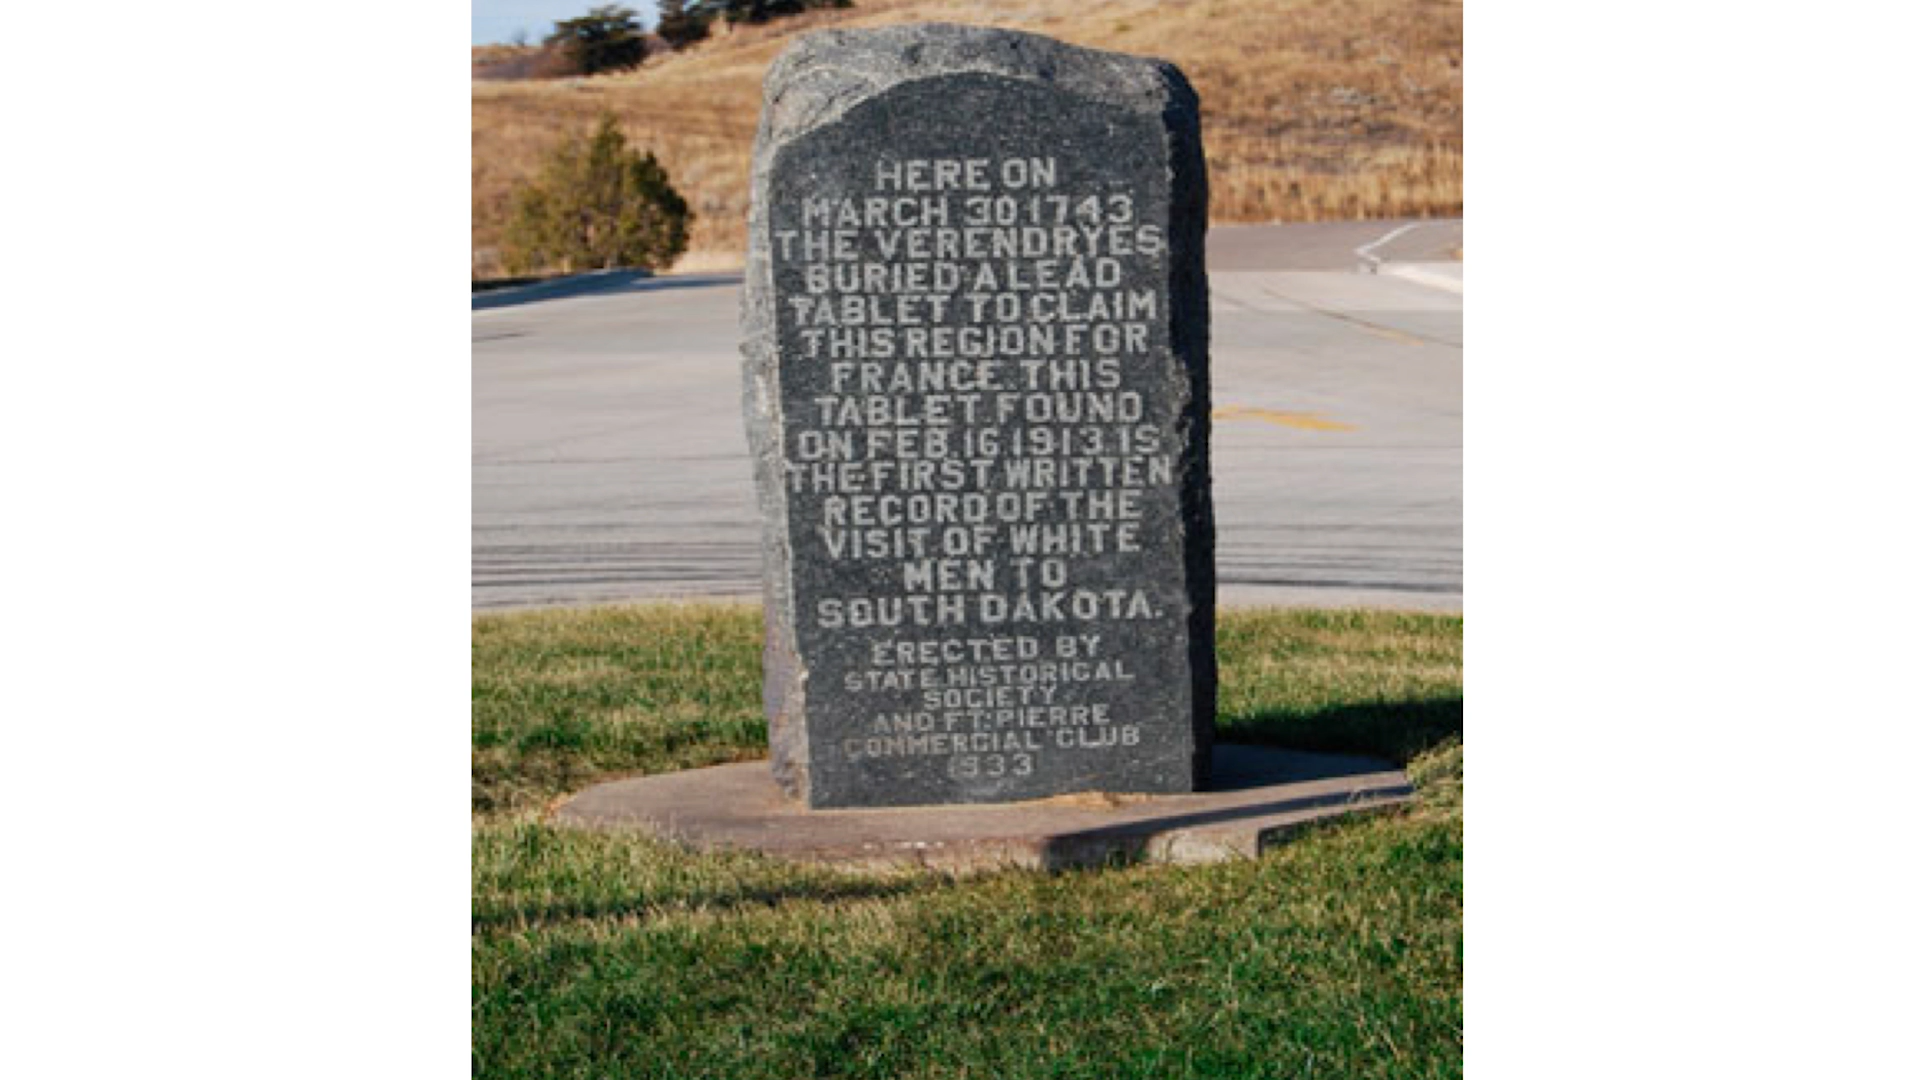 HERE ON
MARCH 30 1743
THE VERENDRYES
BURIED A LEAD
TABLET TO CLAIM
THIS REGION FOR
FRANCE. THIS
TABLET FOUND
ON FEB. 16 1913. IS
THE FIRST WRITTEN
RECORD OF THE
VISIT OF WHITE
MEN TO
SOUTH DAKOTA.
ERECTED BY
STATE HISTORICAL
SOCIETY
AND FT. PIERRE
COMMERCIAL CLUB
1933